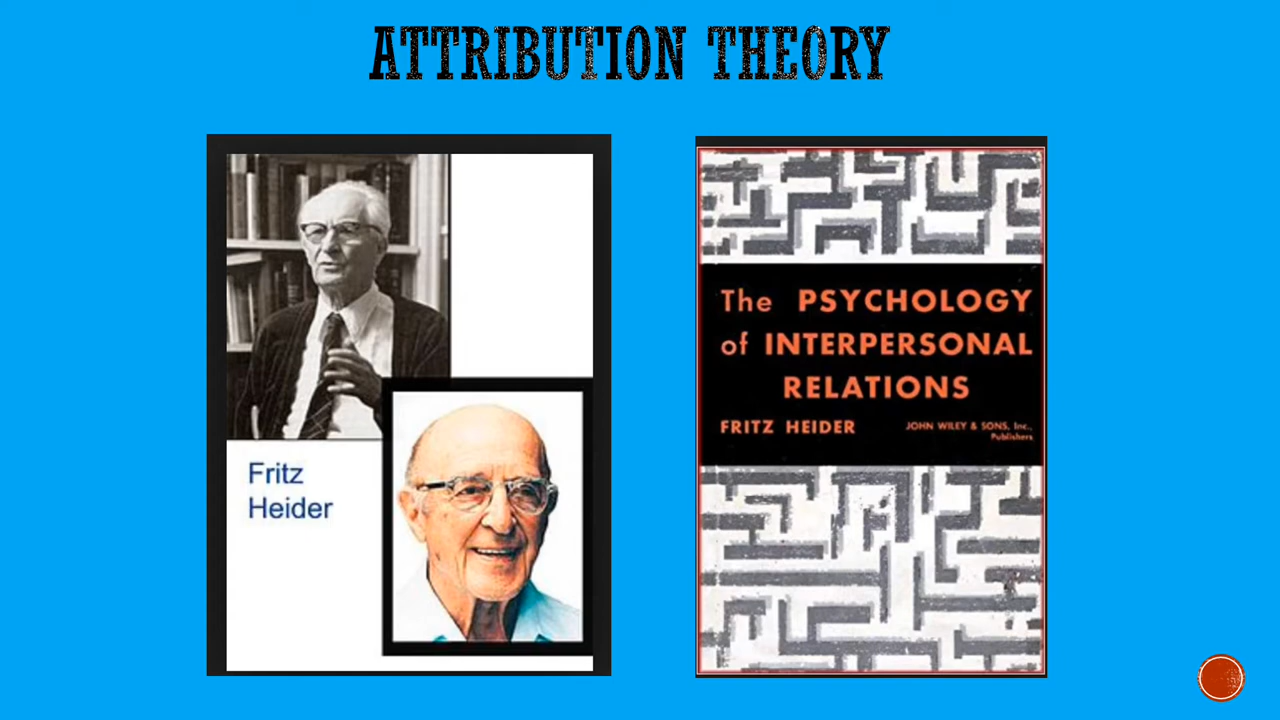 ATTRIBUTION THEORY
Fritz
Heider
The PSYCHOLOGY
of INTERPERSONAL
RELATIONS
FRITZ HEIDER
JOHN WILEY & SONS, Inc.,
Publishers